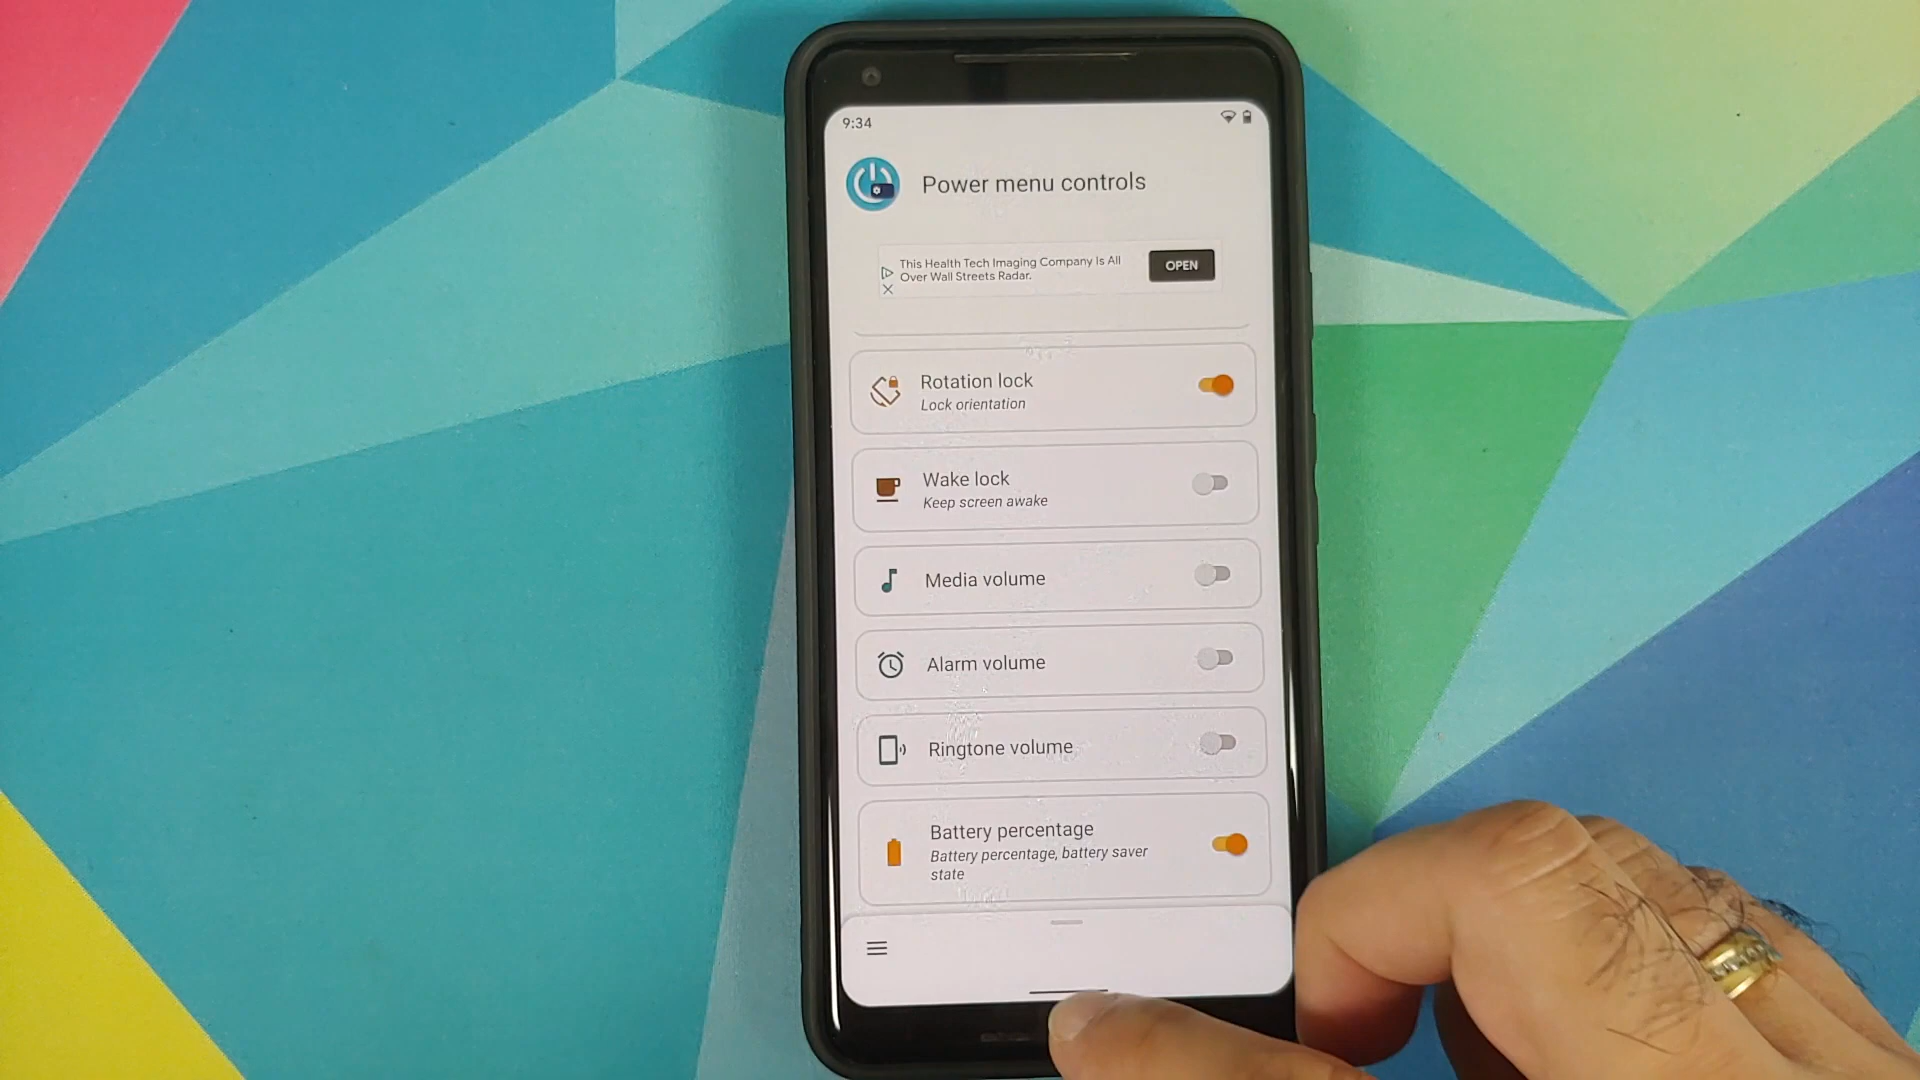 9:34
Power menu controls
This Health Tech Imaging Company Is All
Over Wall Streets Radar.
OPEN
Rotation lock
Lock orientation
Wake lock
Keep screen awake
Media volume
Alarm volume
Ringtone volume
Battery percentage
Battery percentage, battery saver
state